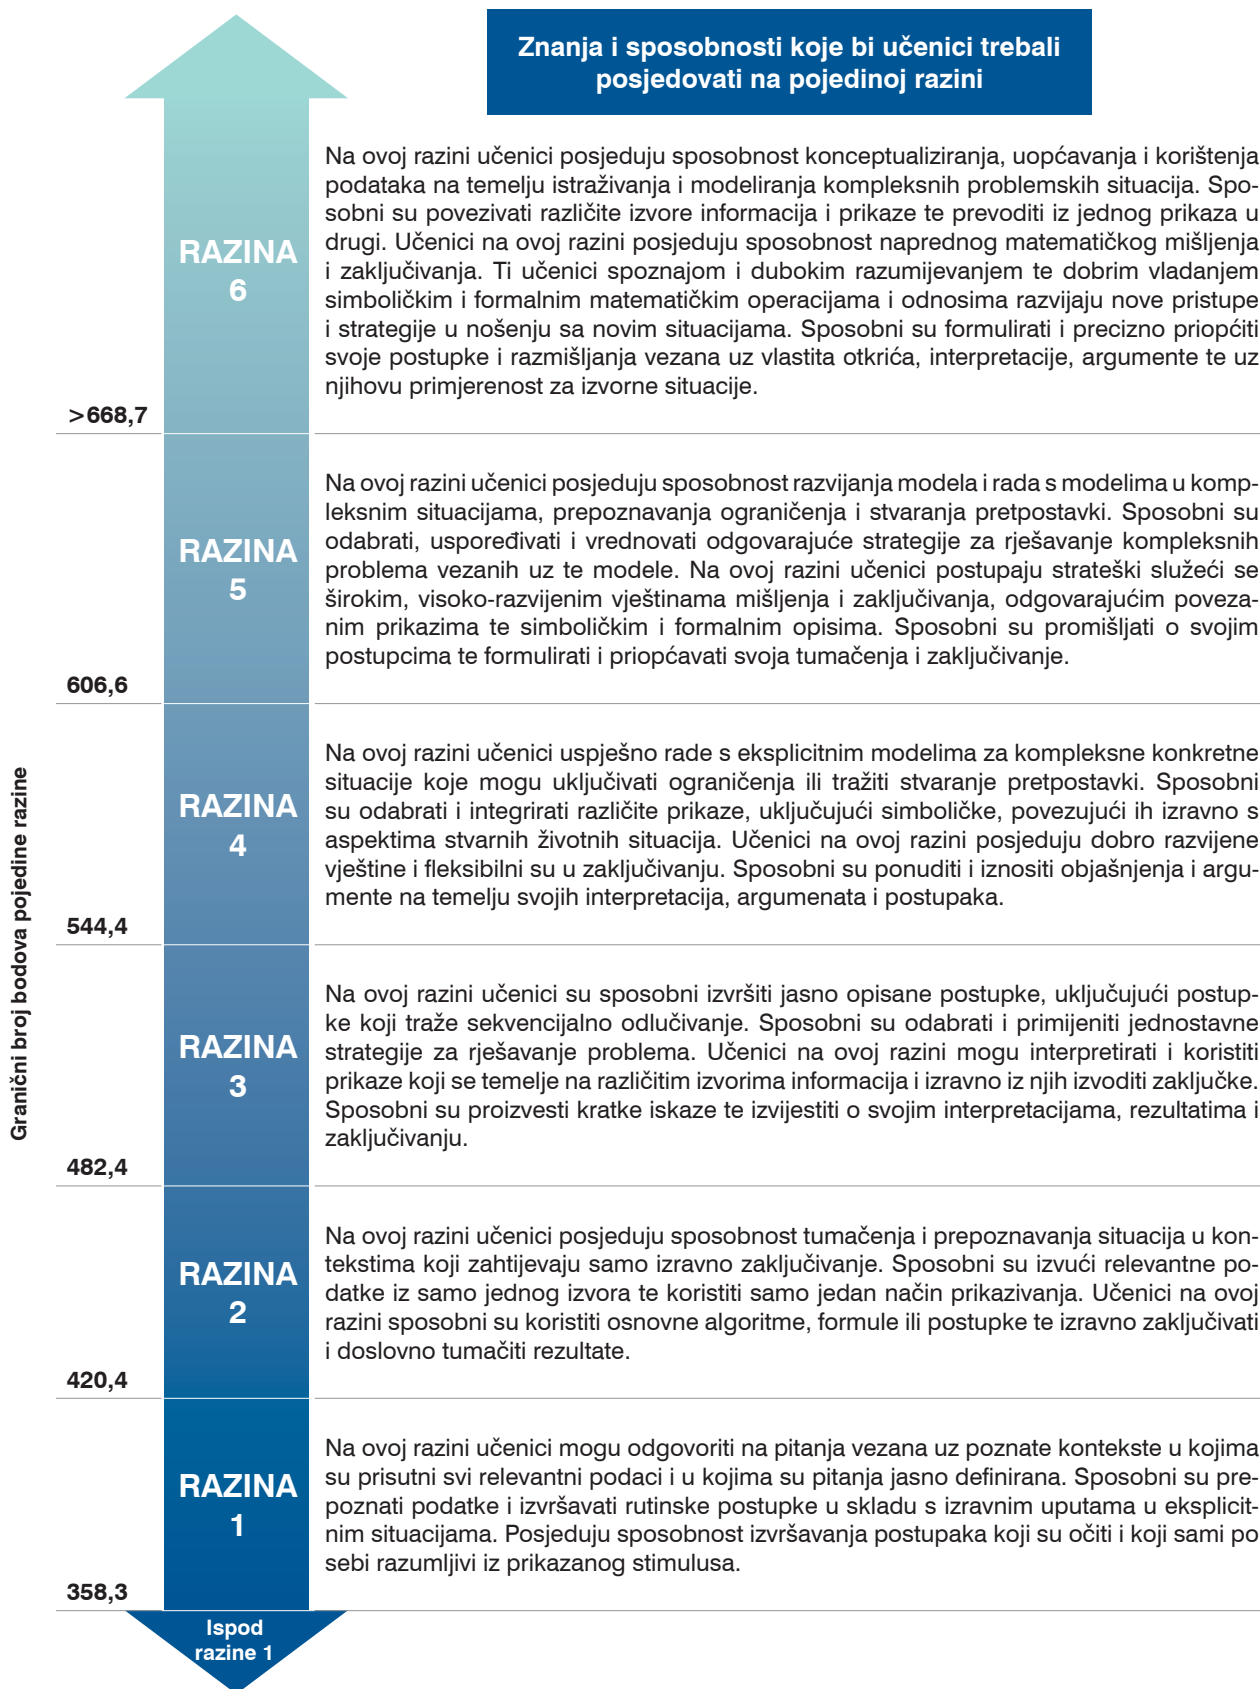 Znanja i sposobnosti koje bi učenici trebali
posjedovati na pojedinoj razini
Granični broj bodova pojedine razine
RAZINA
6
Na ovoj razini učenici posjeduju sposobnost konceptualiziranja, uopćavanja i korištenja
podataka na temelju istraživanja i modeliranja kompleksnih problemskih situacija. Spo-
sobni su povezivati različite izvore informacija i prikaze te prevoditi iz jednog prikaza u
drugi. Učenici na ovoj razini posjeduju sposobnost naprednog matematičkog mišljenja
i zaključivanja. Ti učenici spoznajom i dubokim razumijevanjem te dobrim vladanjem
simboličkim i formalnim matematičkim operacijama i odnosima razvijaju nove pristupe
i strategije u nošenju sa novim situacijama. Sposobni su formulirati i precizno priopćiti
svoje postupke i razmišljanja vezana uz vlastita otkrića, interpretacije, argumente te uz
njihovu primjerenost za izvorne situacije.
>668,7
RAZINA
5
Na ovoj razini učenici posjeduju sposobnost razvijanja modela i rada s modelima u komp-
leksnim situacijama, prepoznavanja ograničenja i stvaranja pretpostavki. Sposobni su
odabrati, uspoređivati i vrednovati odgovarajuće strategije za rješavanje kompleksnih
problema vezanih uz te modele. Na ovoj razini učenici postupaju strateški služeći se
širokim, visoko-razvijenim vještinama mišljenja i zaključivanja, odgovarajućim poveza-
nim prikazima te simboličkim i formalnim opisima. Sposobni su promišljati o svojim
postupcima te formulirati i priopćavati svoja tumačenja i zaključivanje.
606,6
RAZINA
4
Na ovoj razini učenici uspješno rade s eksplicitnim modelima za kompleksne konkretne
situacije koje mogu uključivati ograničenja ili tražiti stvaranje pretpostavki. Sposobni
su odabrati i integrirati različite prikaze, uključujući simboličke, povezujući ih izravno s
aspektima stvarnih životnih situacija. Učenici na ovoj razini posjeduju dobro razvijene
vještine i fleksibilni su u zaključivanju. Sposobni su ponuditi i iznositi objašnjenja i argu-
mente na temelju svojih interpretacija, argumenata i postupaka.
544,4
RAZINA
3
Na ovoj razini učenici su sposobni izvršiti jasno opisane postupke, uključujući postup-
ke koji traže sekvencijalno odlučivanje. Sposobni su odabrati i primijeniti jednostavne
strategije za rješavanje problema. Učenici na ovoj razini mogu interpretirati i koristiti
prikaze koji se temelje na različitim izvorima informacija i izravno iz njih izvoditi zaključke.
Sposobni su proizvesti kratke iskaze te izvijestiti o svojim interpretacijama, rezultatima i
zaključivanju.
482,4
RAZINA
2
Na ovoj razini učenici posjeduju sposobnost tumačenja i prepoznavanja situacija u kon-
tekstima koji zahtijevaju samo izravno zaključivanje. Sposobni su izvući relevantne po-
datke iz samo jednog izvora te koristiti samo jedan način prikazivanja. Učenici na ovoj
razini sposobni su koristiti osnovne algoritme, formule ili postupke te izravno zaključivati
i doslovno tumačiti rezultate.
420,4
RAZINA
1
Na ovoj razini učenici mogu odgovoriti na pitanja vezana uz poznate kontekste u kojima
su prisutni svi relevantni podaci i u kojima su pitanja jasno definirana. Sposobni su pre-
poznati podatke i izvršavati rutinske postupke u skladu s izravnim uputama u eksplicit-
nim situacijama. Posjeduju sposobnost izvršavanja postupaka koji su očiti i koji sami po
sebi razumljivi iz prikazanog stimulusa.
358,3
Ispod
razine 1